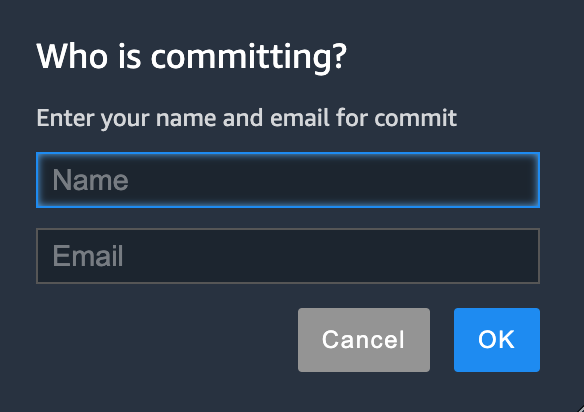 Who is committing?
Enter your name and email for commit
Name
Email
Cancel OK